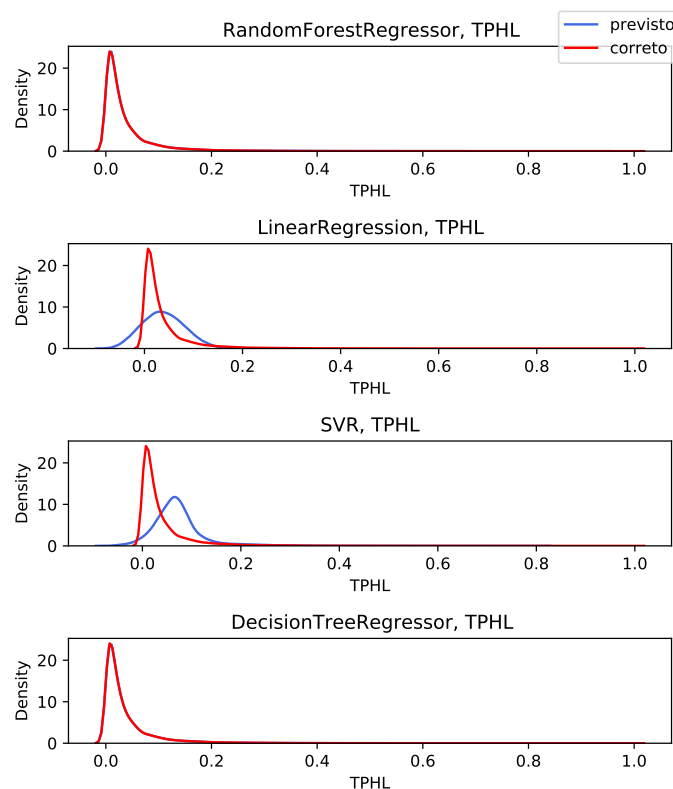 RandomForestRegressor, TPHL
previsto
correto
Density
20
10
0
0.0 0.2 0.4 0.6 0.8 1.0
TPHL
LinearRegression, TPHL
Density
20
10
0
0.0 0.2 0.4 0.6 0.8 1.0
TPHL
SVR, TPHL
Density
20
10
0
0.0 0.2 0.4 0.6 0.8 1.0
TPHL
DecisionTreeRegressor, TPHL
Density
20
10
0
0.0 0.2 0.4 0.6 0.8 1.0
TPHL